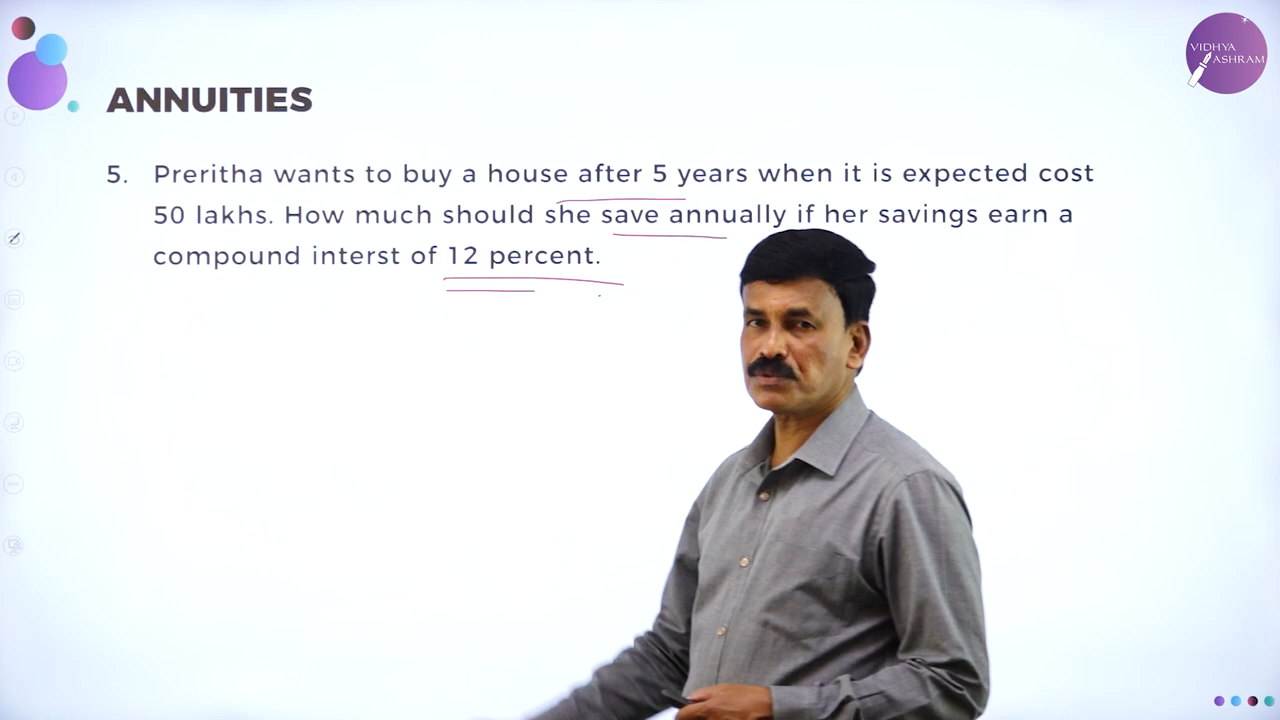 VIDHYA
ASHRAM
ANNUITIES
5. Preritha wants to buy a house after 5 years when it is expected cost
50 lakhs. How much should she save annually if her savings earn a
compound interst of 12 percent.